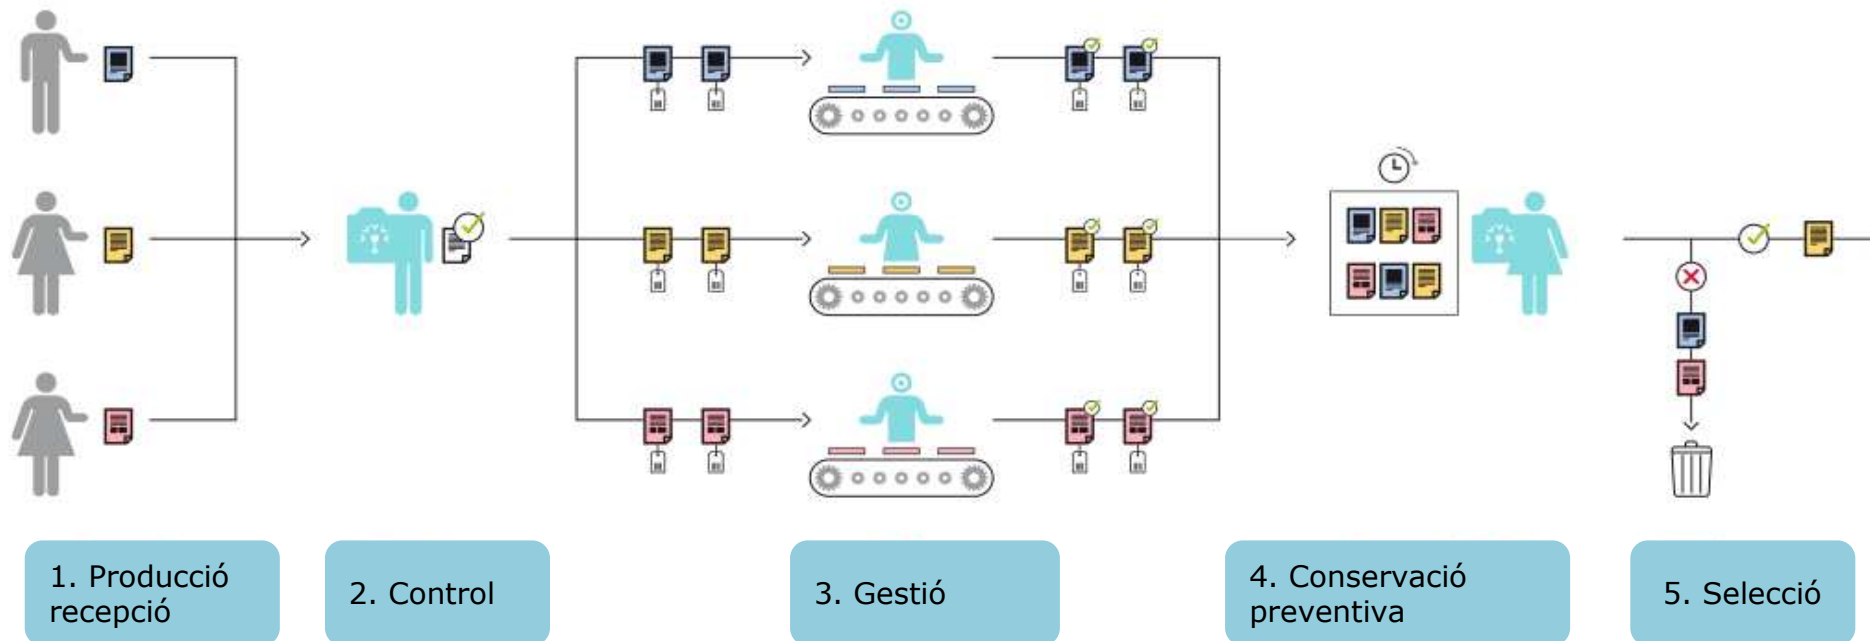 1. Producció
recepció
2. Control
3. Gestió
4. Conservació
preventiva
5. Selecció